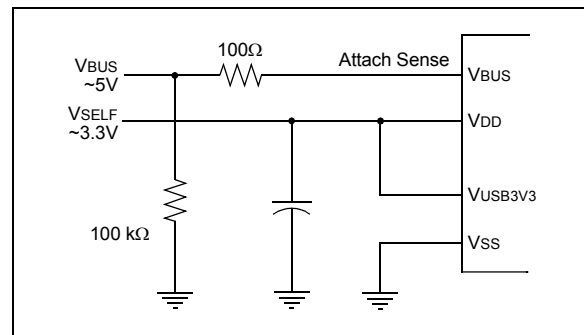 100Ω
Attach Sense
VBUS
~5V
VBUS
VSELF
~3.3V
VDD
VUSB3V3
100 kΩ
VSS